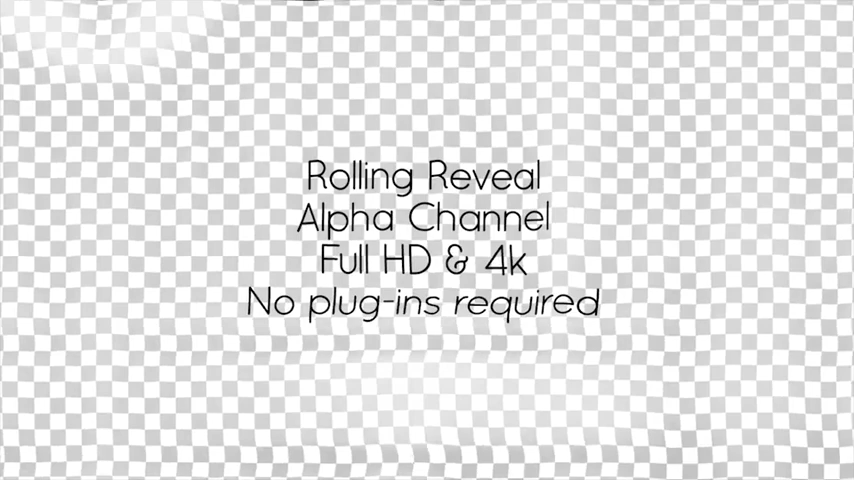 Rolling Reveal
Alpha Channel
Full HD & 4k
No plug-ins required